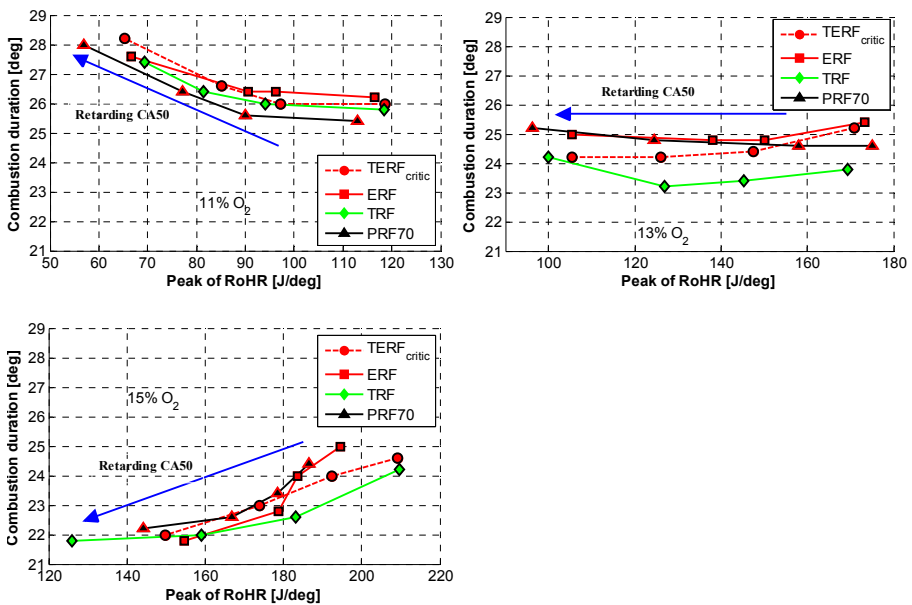 29
28
27
26
25
24
23
22
21
Combustion duration [deg]
Retarding CA50
11% O2
TERFcritic
ERF
TRF
PRF70
50 60 70 80 90 100 110 120 130
Peak of RoHR [J/deg]
29
28
27
26
25
24
23
22
21
Combustion duration [deg]
Retarding CA50
13% O2
TERFcritic
ERF
TRF
PRF70
100 120 140 160 180
Peak of RoHR [J/deg]
29
28
27
26
25
24
23
22
21
Combustion duration [deg]
15% O2
Retarding CA50
TERFcritic
ERF
TRF
PRF70
120 140 160 180 200 220
Peak of RoHR [J/deg]